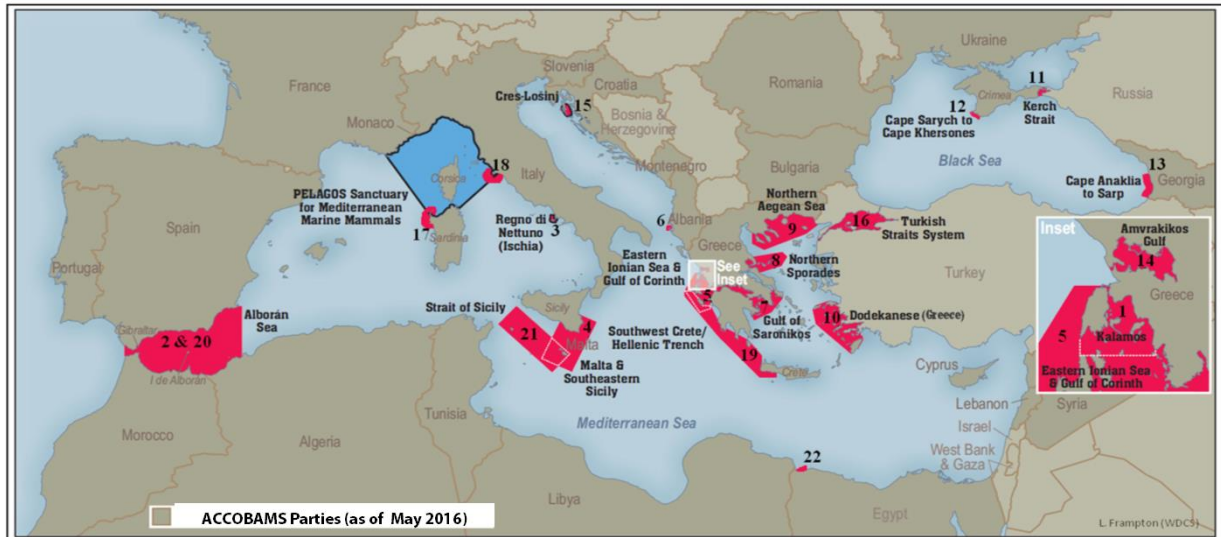 Ukraine
Slovenia
Croatia
France
Romania
Russia
11
Cres-Losinj
15
Crimea
Monaco
Bosnia &
Herzegovina
12
Kerch
Strait
Cape Sarych to
Cape Khersones
Montenegro
Black Sea
18
Italy
Bulgaria
13
Georgia
Corsica
Cape Anaklia
to Sarp
PELAGOS Sanctuary
for Mediterranean
Marine Mammals
Northern
Aegean Sea
Spain
17
Sardinia
Regno di
Nettuno
(Ischia)
3
6
Albania
9
16
Turkish
Straits System
Inset
Amvrakikos
Gulf
14
Portugal
Greece
Eastern
Ionian Sea &
Gulf of Corinth
See
Inset
8
Northern
Sporades
Turkey
Greece
Strait of Sicily
Sicily
5
Alborán
Sea
Gulf of
Saronikos
10
Dodekanese (Greece)
5
1
Kalamos
Gibraltar
2 & 20
21
4
Malta
Southwest Crete/
Hellenic Trench
19
I de Alborán
Malta &
Southeastern
Sicily
Crete
Cyprus
Eastern Ionian Sea
& Gulf of Corinth
Lebanon
Syria
Morocco
Algeria
Tunisia
Mediterranean Sea
Israel
West Bank
& Gaza
22
Libya
Egypt
ACCOBAMS Parties (as of May 2016)
L. Frampton (WDCS)